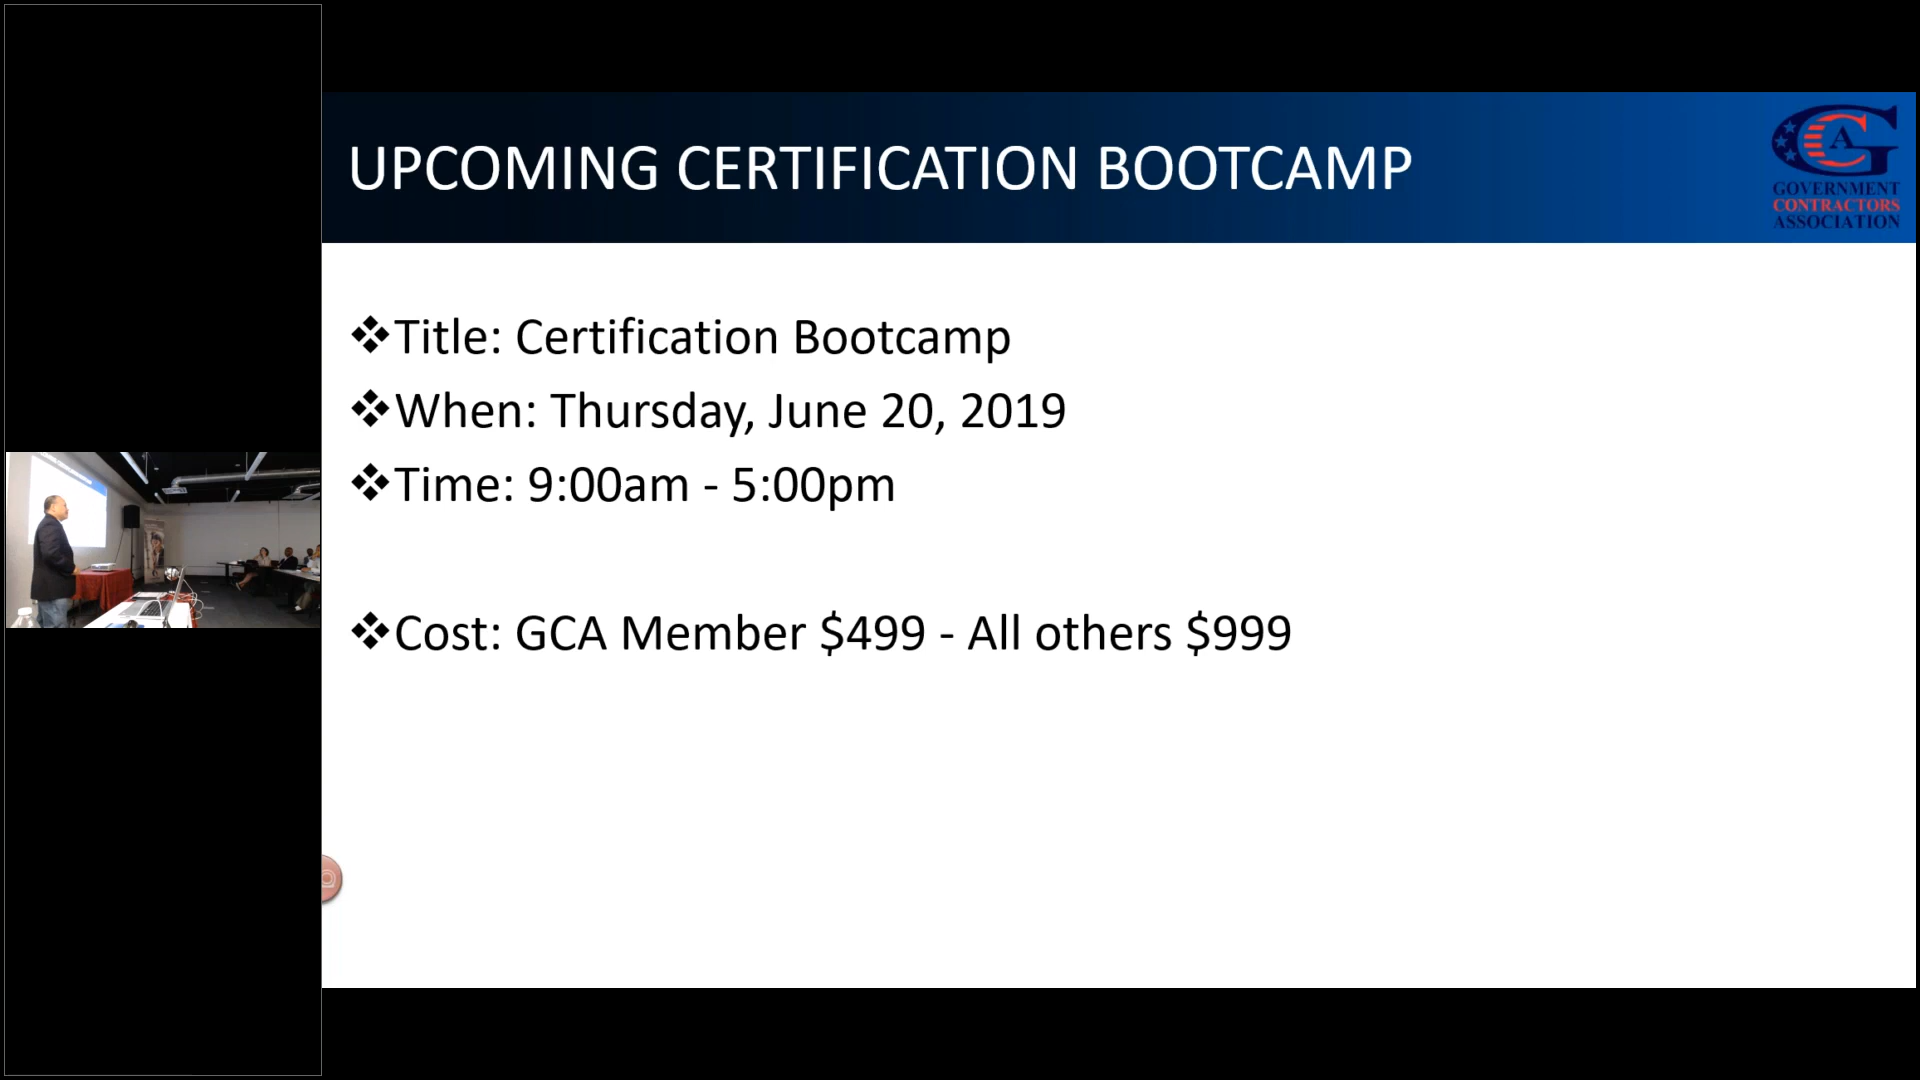 UPCOMING CERTIFICATION BOOTCAMP
GOVERNMENT
CONTRACTORS
ASSOCIATION
❖Title: Certification Bootcamp
❖When: Thursday, June 20, 2019
❖Time: 9:00am - 5:00pm
❖Cost: GCA Member $499 - All others $999